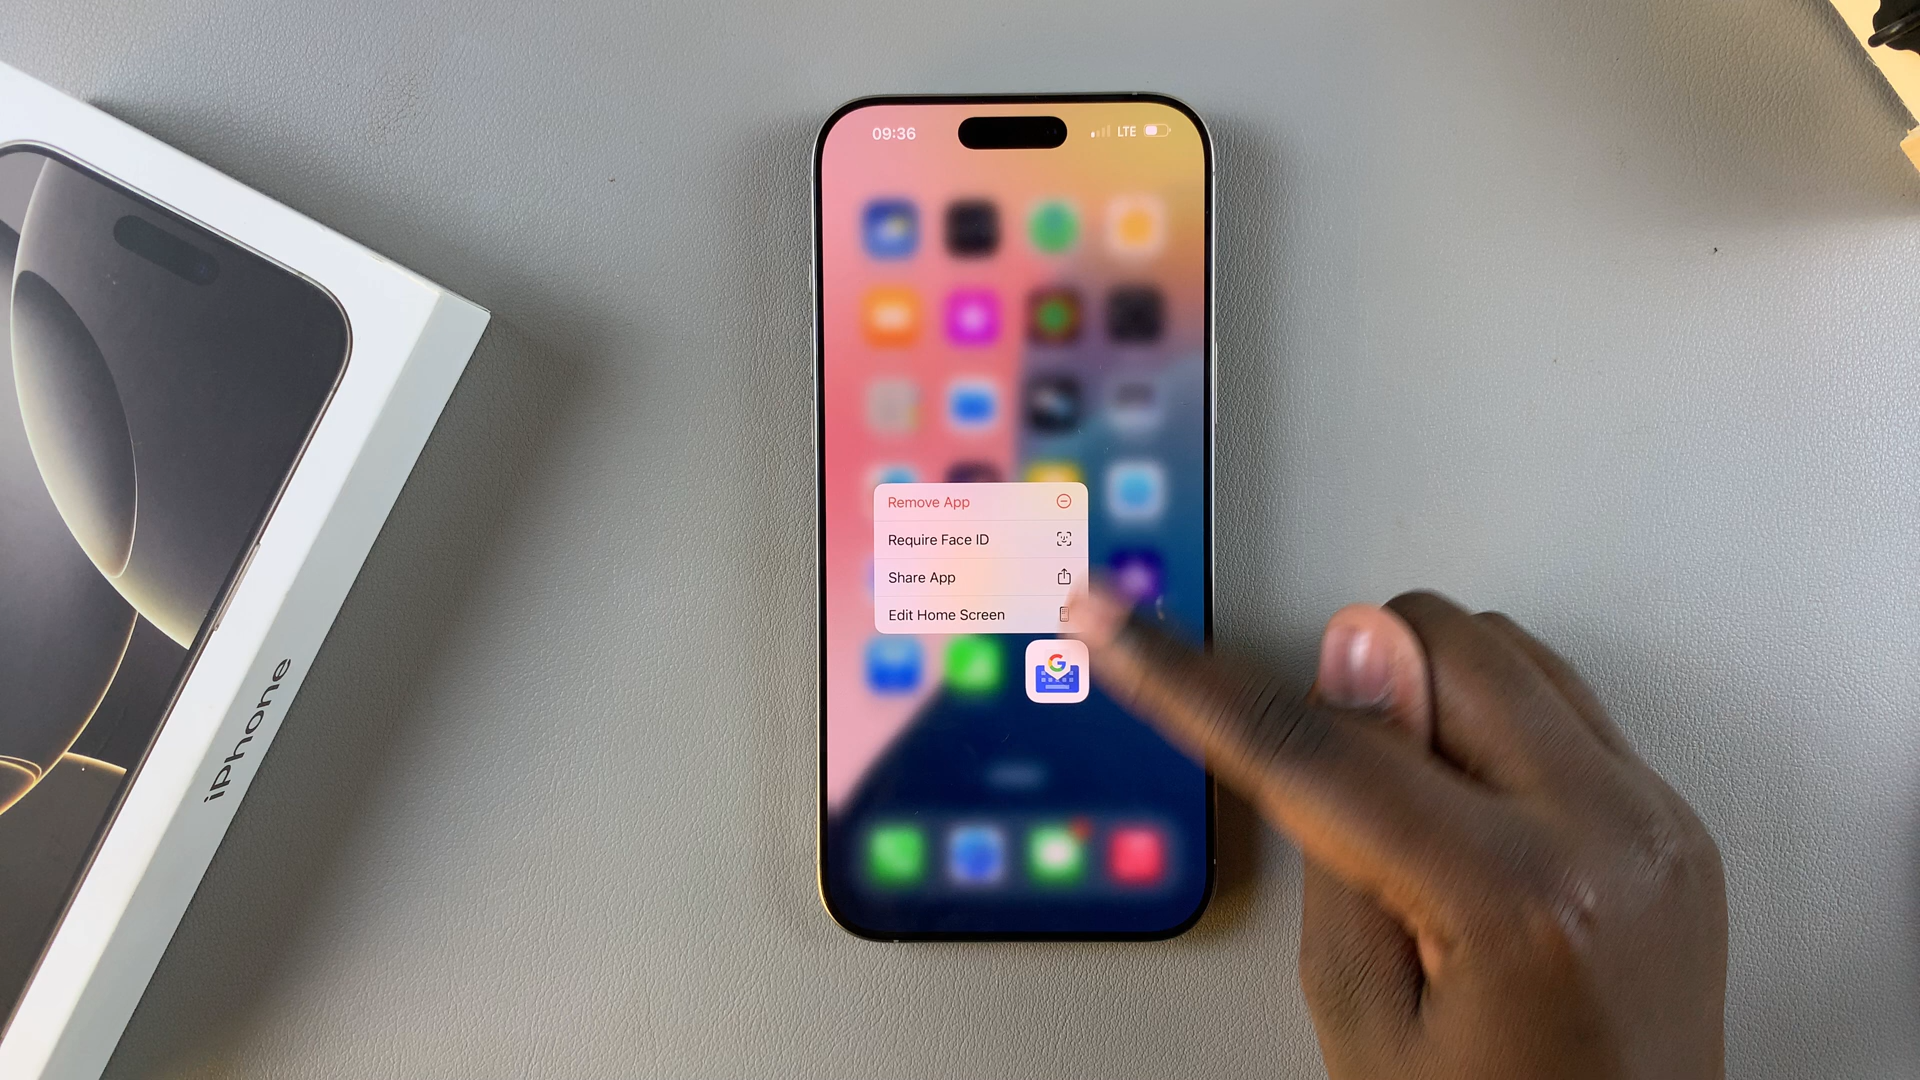 09:36
LTE
Remove App
Require Face ID
Share App
Edit Home Screen
G
iPhone